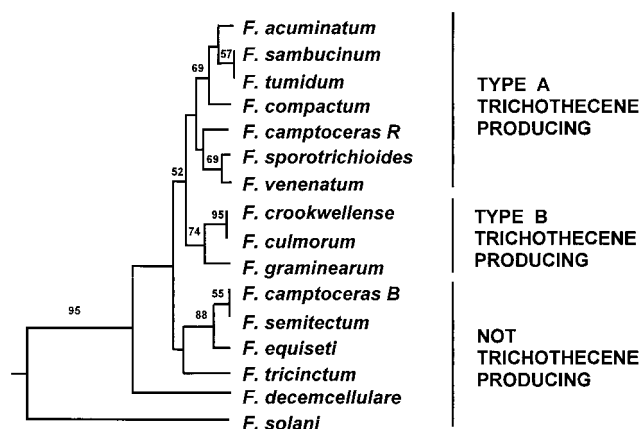 F. acuminatum
57
F. sambucinum
69
F. tumidum
F. compactum
F. camptoceras R
F. sporotrichioides
69
F. venenatum
52
F. crookwellense
95
F. culmorum
74
F. graminearum
F. camptoceras B
55
F. semitectum
88
F. equiseti
F. tricinctum
95
F. decemcellulare
F. solani
TYPE A
TRICHOTHECENE
PRODUCING
TYPE B
TRICHOTHECENE
PRODUCING
NOT
TRICHOTHECENE
PRODUCING